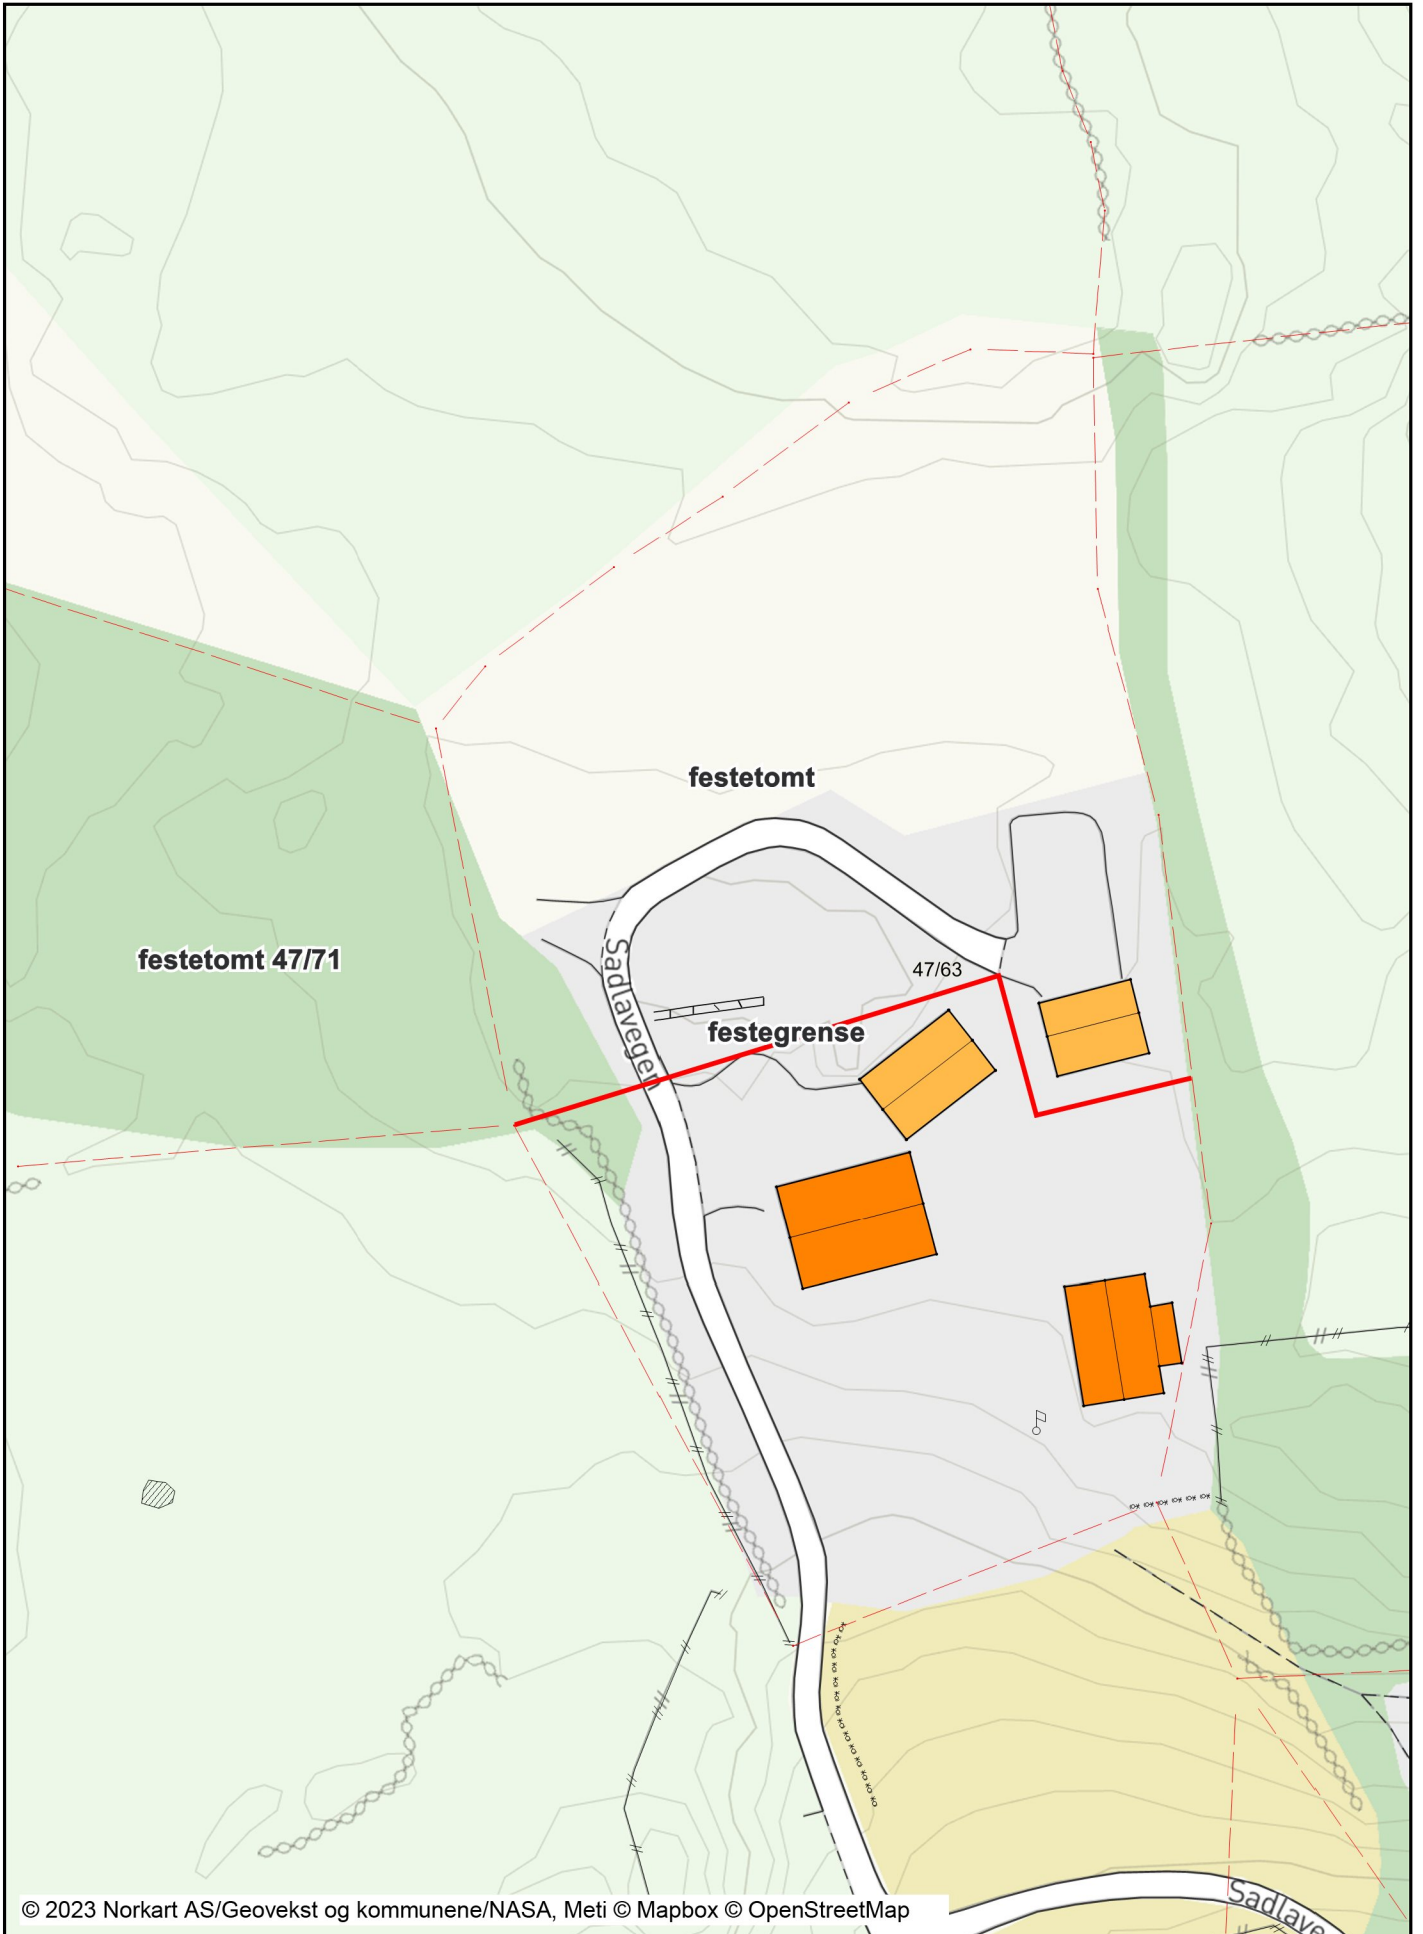 festetomt
festetomt 47/71
Sadlavegen
47/63
festegrense
© 2023 Norkart AS/Geovekst og kommunene/NASA, Meti © Mapbox © OpenStreetMap
Sadlave